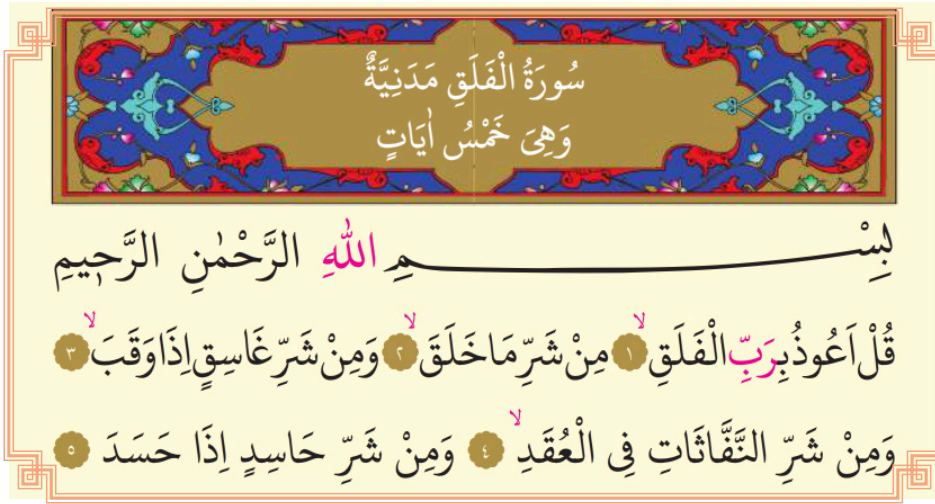 سُورَةُ الْفَلَقِ مَدَنِيَّةٌ
وَهِىَ خَمْسُ اٰيَاتٍ
بِسْمِ اللّٰهِ الرَّحْمٰنِ الرَّح۪يمِ
قُلْ اَعُوذُ بِرَبِّ الْفَلَقِۙ ﴿١﴾ مِنْ شَرِّ مَا خَلَقَۙ ﴿٢﴾ وَمِنْ شَرِّ غَاسِقٍ اِذَا وَقَبَۙ ﴿٣﴾
وَمِنْ شَرِّ النَّفَّاثَاتِ فِى الْعُقَدِۙ ﴿٤﴾ وَمِنْ شَرِّ حَاسِدٍ اِذَا حَسَدَ ﴿٥﴾